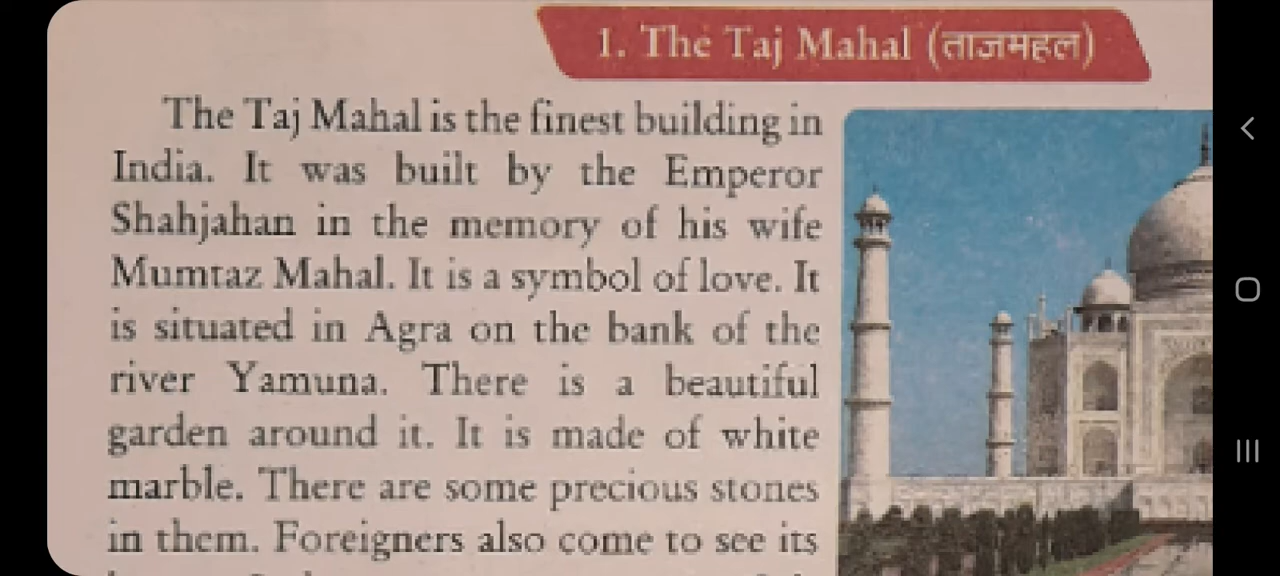 1. The Taj Mahal (ताजमहल)
The Taj Mahal is the finest building in
India. It was built by the Emperor
Shahjahan in the memory of his wife
Mumtaz Mahal. It is a symbol of love. It
is situated in Agra on the bank of the
river Yamuna. There is a beautiful
garden around it. It is made of white
marble. There are some precious stones
in them. Foreigners also come to see its